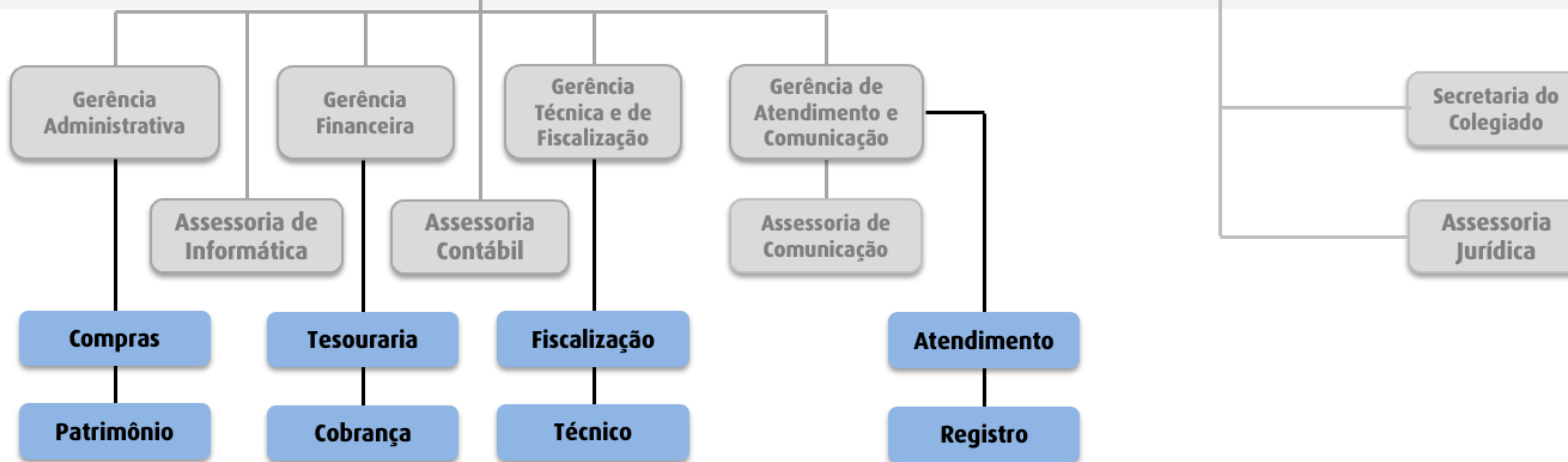 Gerência
Administrativa
Gerência
Financeira
Gerência
Técnica e de
Fiscalização
Gerência de
Atendimento e
Comunicação
Secretaria do
Colegiado
Assessoria de
Informática
Assessoria
Contábil
Assessoria de
Comunicação
Assessoria
Jurídica
Compras
Tesouraria
Fiscalização
Atendimento
Patrimônio
Cobrança
Técnico
Registro